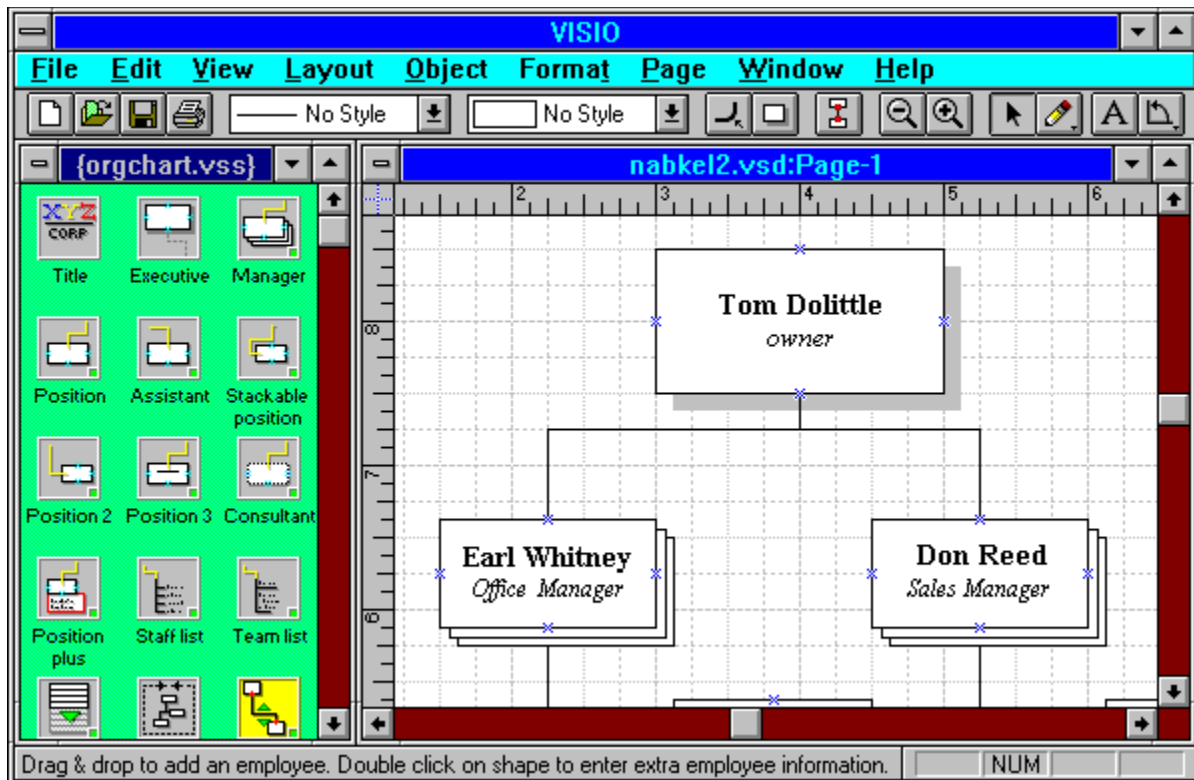 VISIO
File Edit View Layout Object Format Page Window Help
No Style No Style A
{orgchart.vss}
nabkel2.vsd:Page-1
2 3 4 5 6
XYZ
CORP
Title Executive Manager
Tom Dolittle
owner
8
Position Assistant Stackable
position
7
Position 2 Position 3 Consultant
Earl Whitney
Office Manager
Don Reed
Sales Manager
6
Position
plus
Staff list Team list
Drag & drop to add an employee. Double click on shape to enter extra employee information. NUM